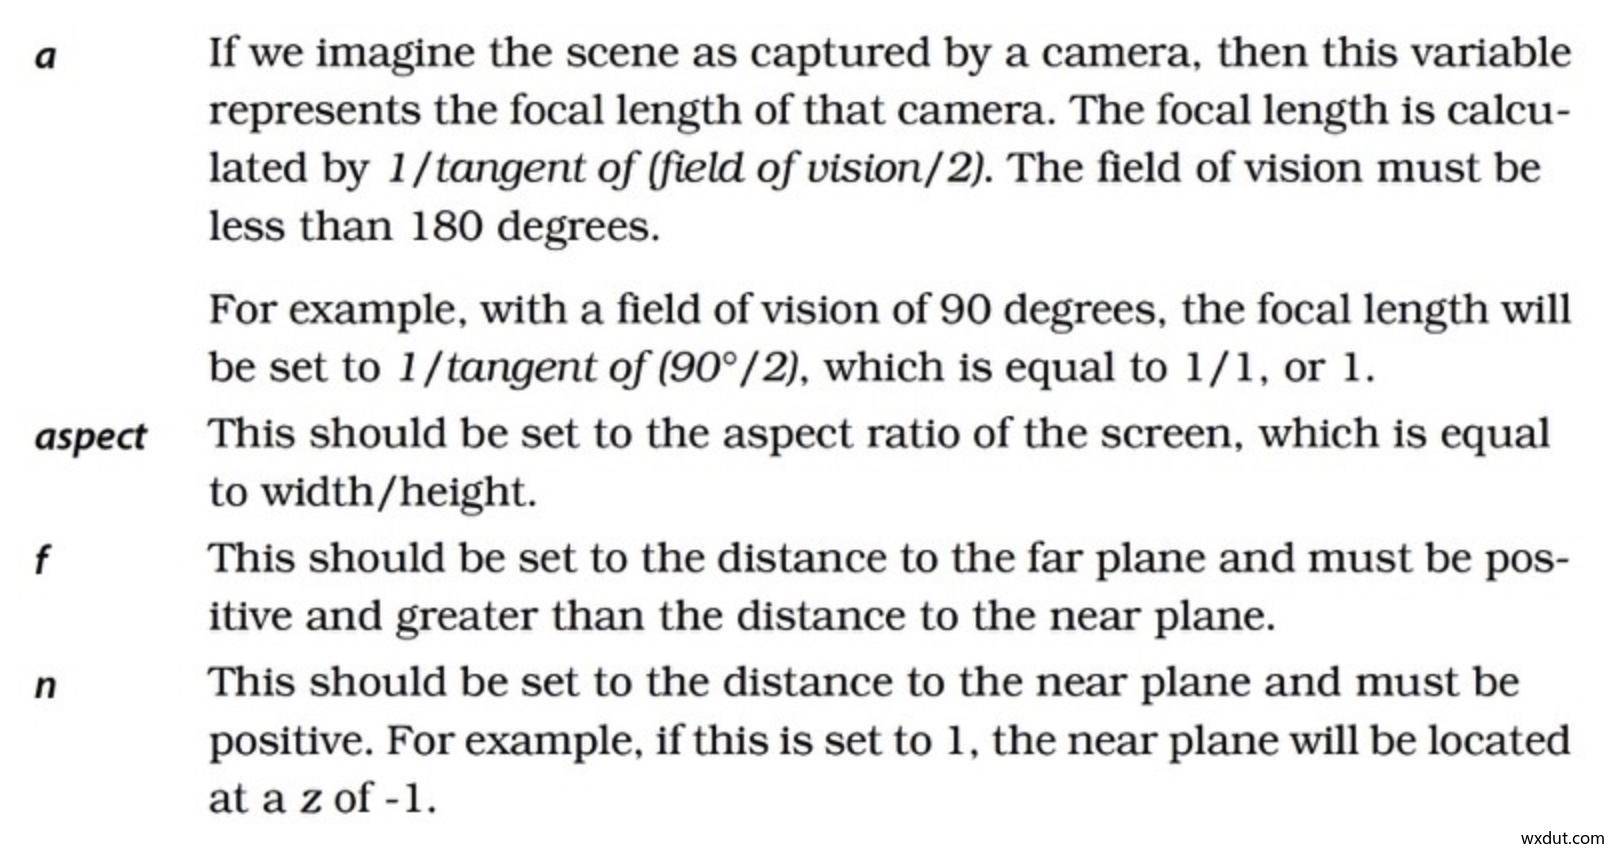 a If we imagine the scene as captured by a camera, then this variable
represents the focal length of that camera. The focal length is calcu-
lated by 1/tangent of (field of vision/2). The field of vision must be
less than 180 degrees.
For example, with a field of vision of 90 degrees, the focal length will
be set to 1/tangent of (90°/2), which is equal to 1/1, or 1.
aspect This should be set to the aspect ratio of the screen, which is equal
to width/height.
f This should be set to the distance to the far plane and must be pos-
itive and greater than the distance to the near plane.
n This should be set to the distance to the near plane and must be
positive. For example, if this is set to 1, the near plane will be located
at a z of -1.
wxdut.com